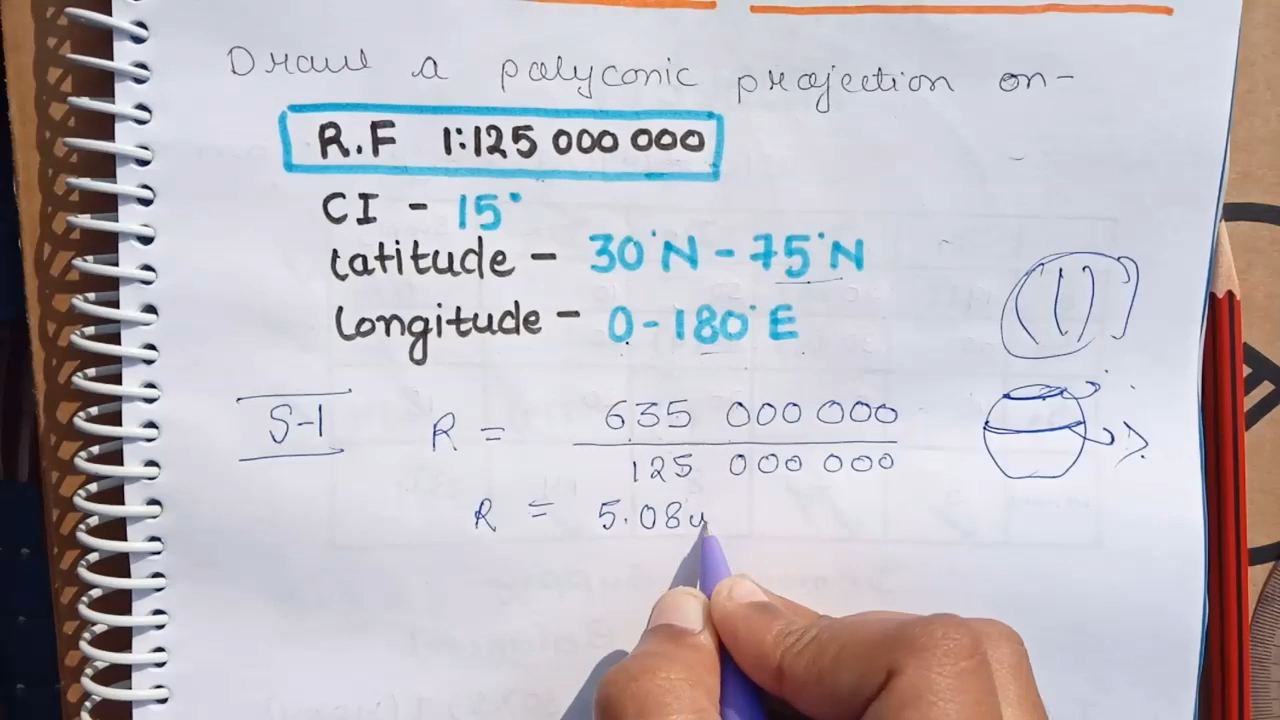 Draw a polyconic projection on-
R.F 1:125 000 000
CI - 15°
Latitude - 30°N - 75°N
Longitude - 0 - 180°E
S-1 R = 635 000 000
125 000 000
R = 5.08